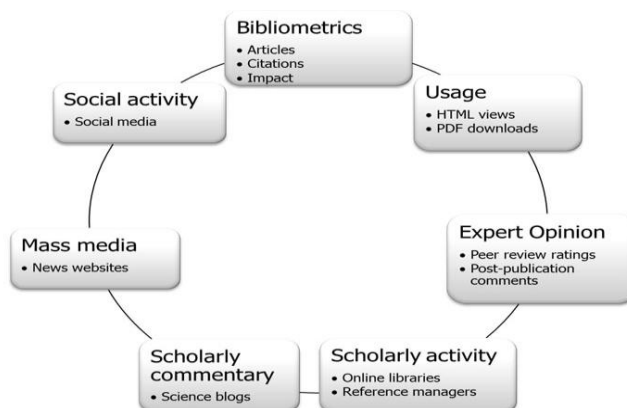 Bibliometrics
• Articles
• Citations
• Impact
Usage
• HTML views
• PDF downloads
Expert Opinion
• Peer review ratings
• Post-publication
comments
Scholarly activity
• Online libraries
• Reference managers
Scholarly
commentary
• Science blogs
Mass media
• News websites
Social activity
• Social media